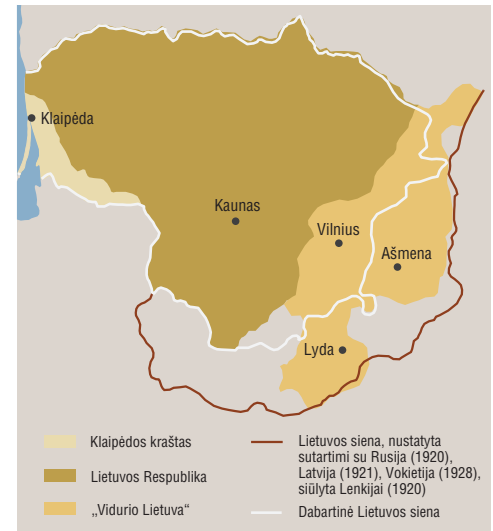 Klaipėda
Kaunas
Vilnius
Ašmena
Lyda
Klaipėdos kraštas
Lietuvos Respublika
„Vidurio Lietuva“
Lietuvos siena, nustatyta
sutartimi su Rusija (1920),
Latvija (1921), Vokietija (1928),
siūlyta Lenkijai (1920)
Dabartinė Lietuvos siena